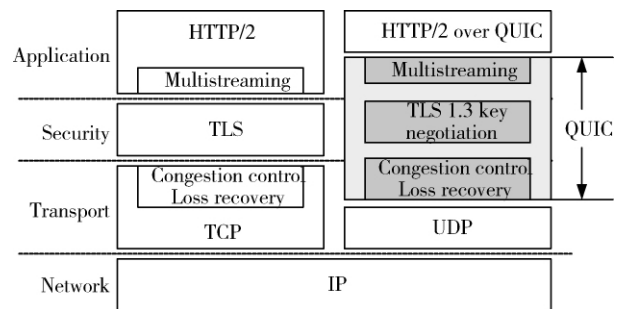 HTTP/2
HTTP/2 over QUIC
Application
Multistreaming
Multistreaming
Security
TLS
TLS 1.3 key
negotiation
QUIC
Congestion control
Loss recovery
Congestion control
Loss recovery
Transport
TCP
UDP
Network
IP